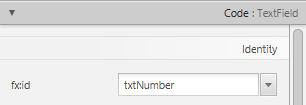 Code : TextField
Identity
fx:id txtNumber